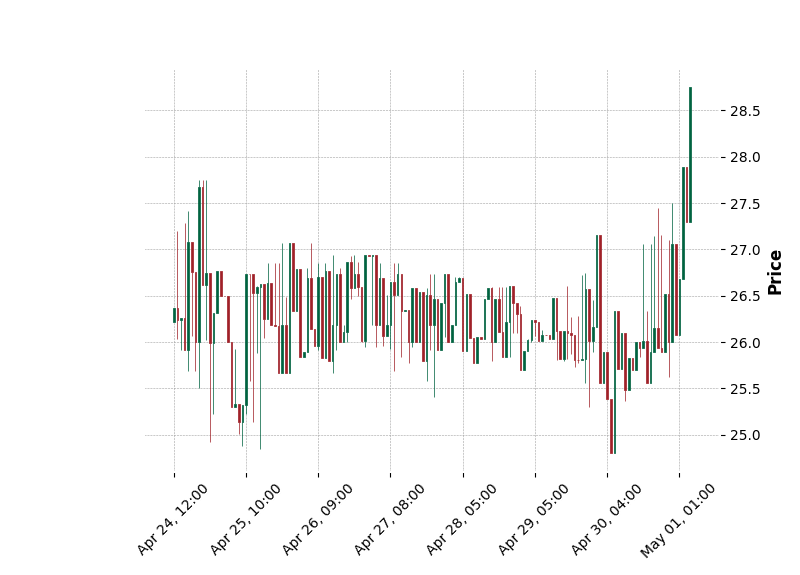 28.5
28.0
27.5
27.0
26.5
26.0
25.5
25.0
Price
Apr 24, 12:00
Apr 25, 10:00
Apr 26, 09:00
Apr 27, 08:00
Apr 28, 05:00
Apr 29, 05:00
Apr 30, 04:00
May 01, 01:00